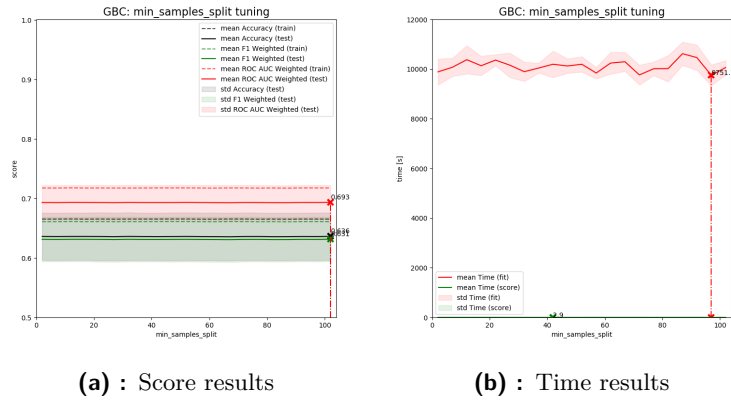 GBC: min_samples_split tuning
1.0
0.9
0.8
0.7
0.6
0.5
score
0 20 40 60 80 100
min_samples_split
mean Accuracy (train)
mean Accuracy (test)
mean F1 Weighted (train)
mean F1 Weighted (test)
mean ROC AUC Weighted (train)
mean ROC AUC Weighted (test)
std Accuracy (test)
std F1 Weighted (test)
std ROC AUC Weighted (test)
0.693
0.636
0.631
(a) : Score results
GBC: min_samples_split tuning
12000
10000
8000
6000
4000
2000
0
time [s]
0 20 40 60 80 100
min_samples_split
mean Time (fit)
mean Time (score)
std Time (fit)
std Time (score)
2.9
(b) : Time results